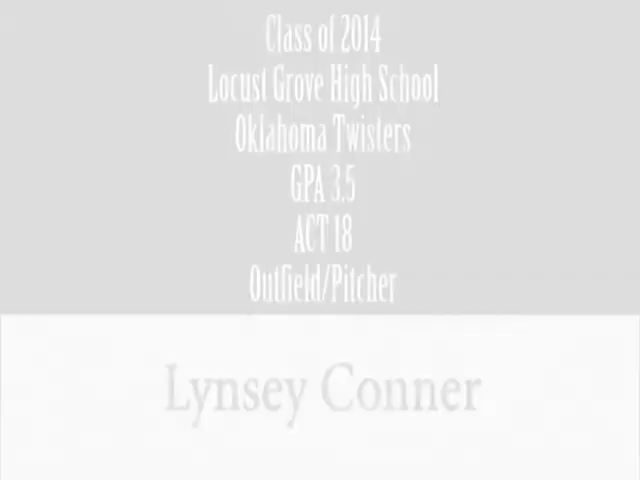 Class of 2014
Locust Grove High School
Oklahoma Twisters
GPA 3.5
ACT 18
Outfield/Pitcher
Lynsey Conner